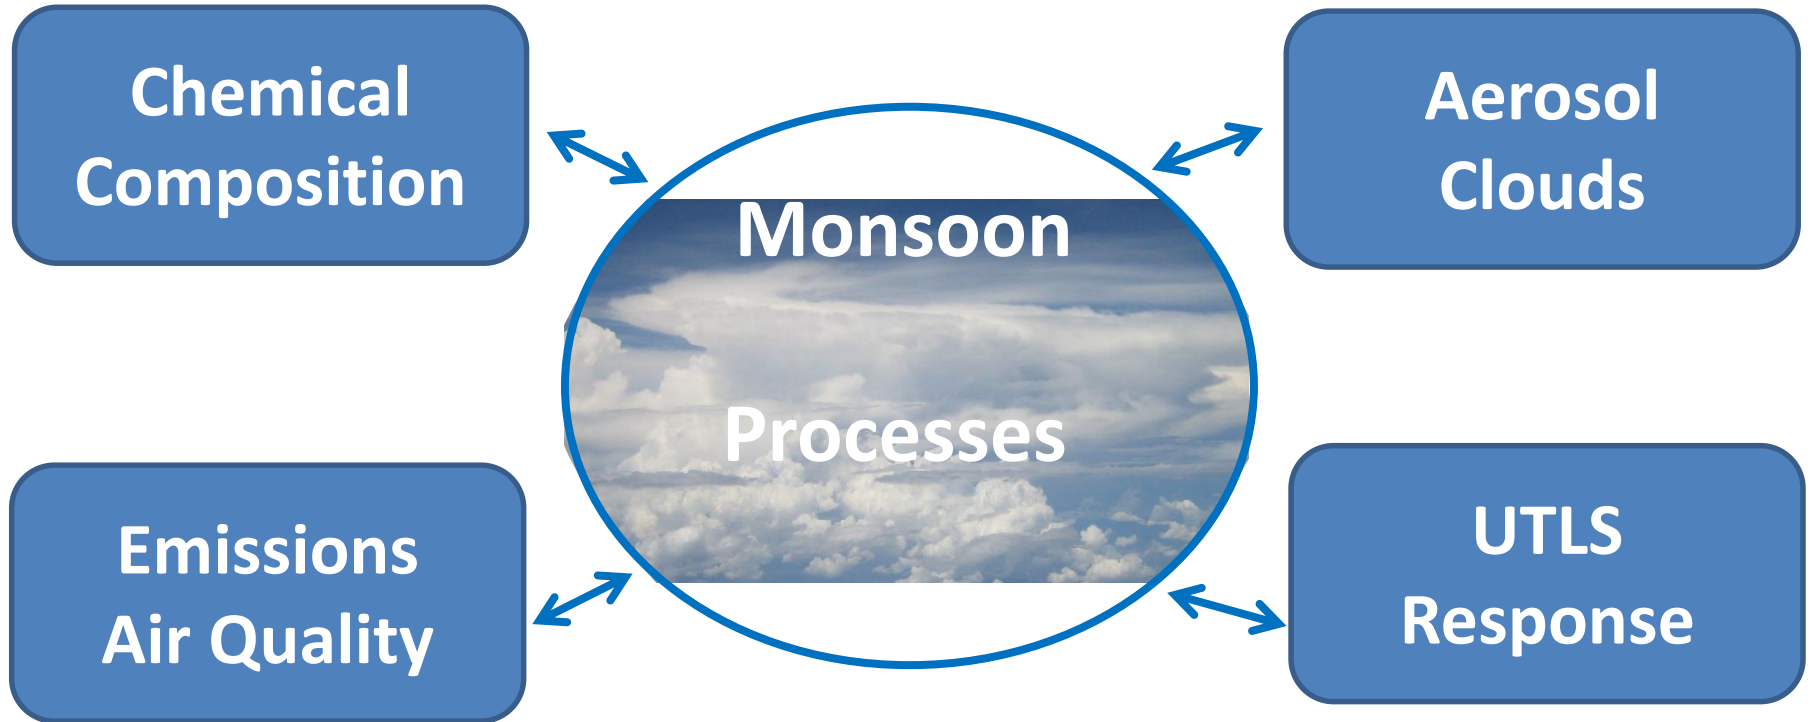 Chemical
Composition
Aerosol
Clouds
Monsoon
Processes
Emissions
Air Quality
UTLS
Response